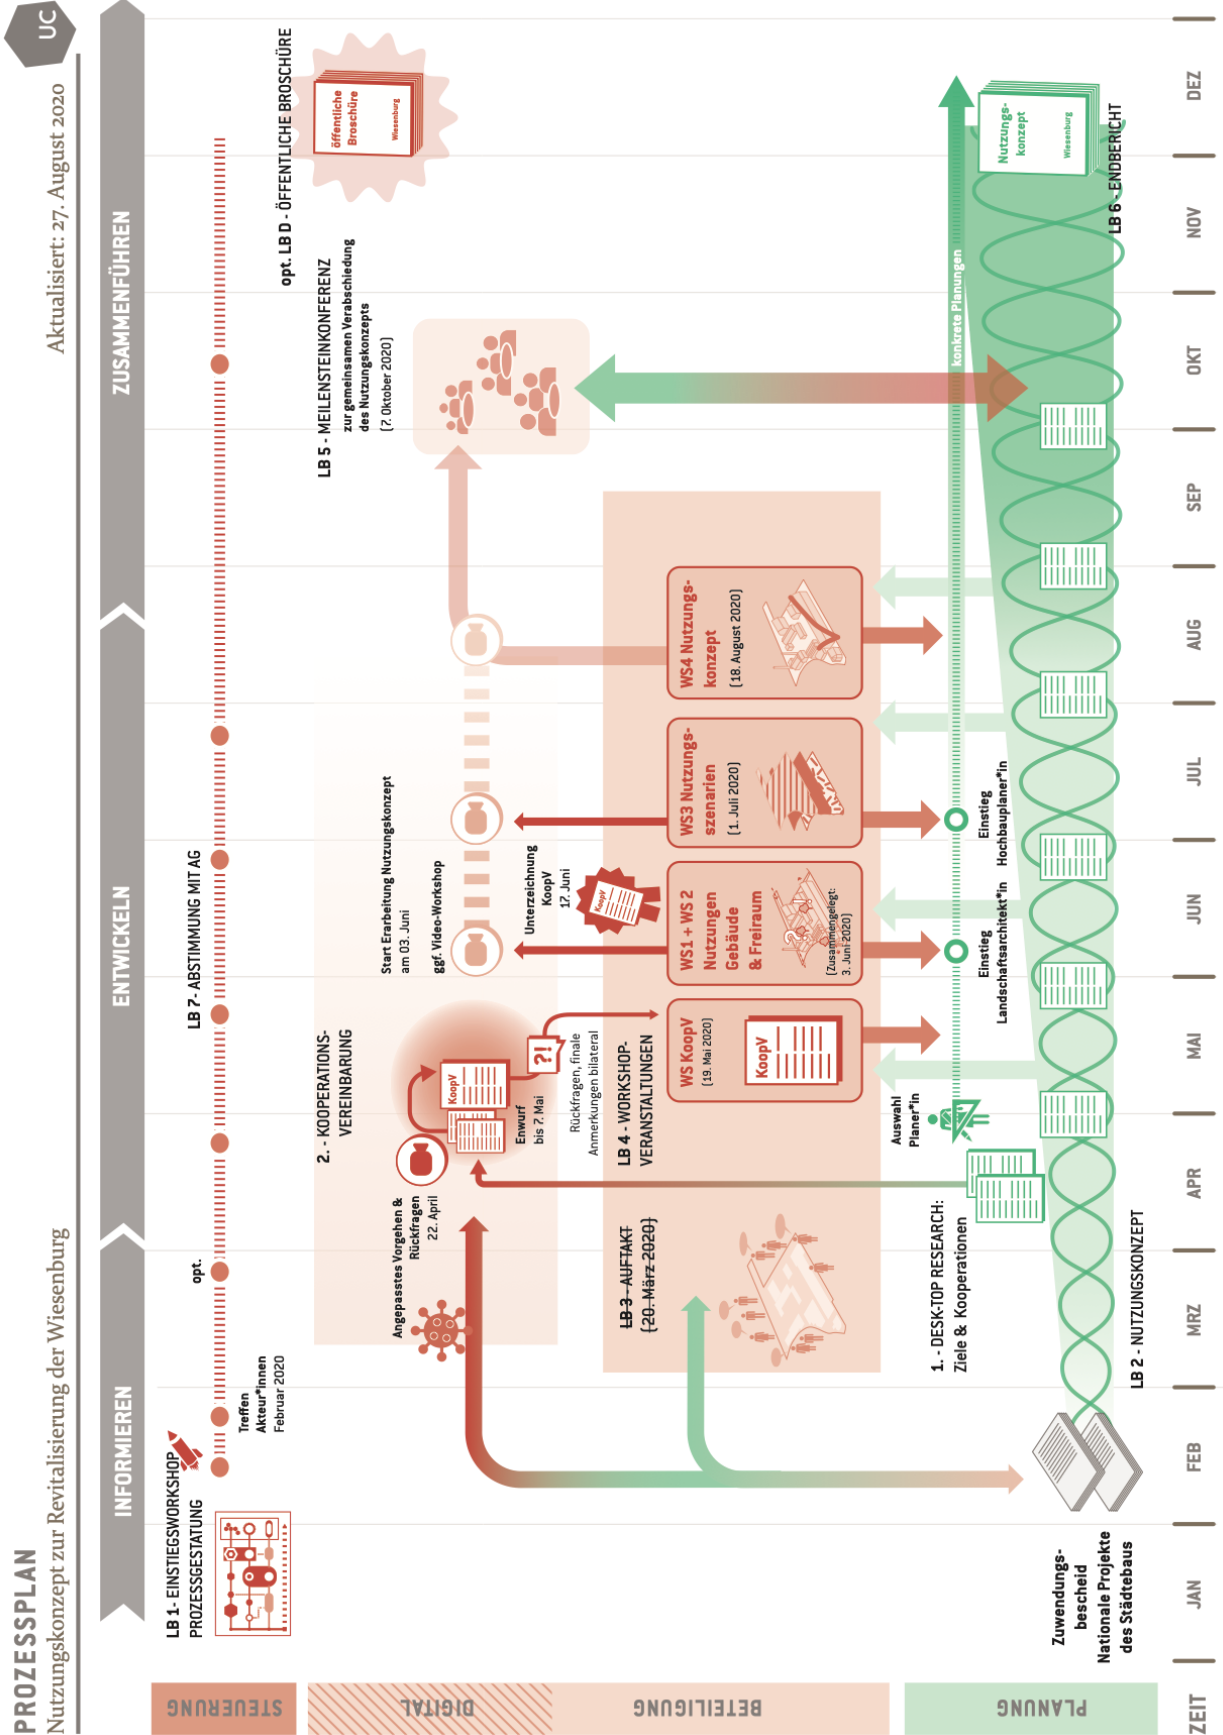 PROZESSPLAN
Nutzungskonzept zur Revitalisierung der Wiesenburg
Aktualisiert: 27. August 2020
UC
INFORMIEREN
ENTWICKELN
ZUSAMMENFÜHREN
STEUERUNG
LB 1- EINSTIEGSWORKSHOP
PROZESSGESTATUNG
Treffen
Akteur*innen
Februar 2020
opt.
LB 7- ABSTIMMUNG MIT AG
opt. LB D - ÖFFENTLICHE BROSCHÜRE
öffentliche
Broschüre
Wiesenburg
DIGITAL
Angepasstes Vorgehen &
Rückfragen
22. April
2. - KOOPERATIONS-
VEREINBARUNG
KoopV
Enwurf
bis 7. Mai
?!
Rückfragen, finale
Anmerkungen bilateral
Start Erarbeitung Nutzungskonzept
am 03. Juni
ggf. Video-Workshop
Unterzeichnung
KoopV
17. Juni
KoopV
LB 5 - MEILENSTEINKONFERENZ
zur gemeinsamen Verabschiedung
des Nutzungskonzepts
(7. Oktober 2020)
BETEILIGUNG
LB 3 - AUFTAKT
(20. März 2020)
LB 4 - WORKSHOP-
VERANSTALTUNGEN
WS KoopV
(19. Mai 2020)
KoopV
WS1 + WS 2
Nutzungen
Gebäude
& Freiraum
(Zusammengelegt:
3. Juni 2020)
WS3 Nutzungs-
szenarien
(1. Juli 2020)
WS4 Nutzungs-
konzept
(18. August 2020)
PLANUNG
1. - DESK-TOP RESEARCH:
Ziele & Kooperationen
Auswahl
Planer*in
Einstieg
Landschaftsarchitekt*in
Einstieg
Hochbauplaner*in
konkrete Planungen
Nutzungs-
konzept
Wiesenburg
LB 6 - ENDBERICHT
Zuwendungs-
bescheid
Nationale Projekte
des Städtebaus
LB 2 - NUTZUNGSKONZEPT
ZEIT
JAN
FEB
MRZ
APR
MAI
JUN
JUL
AUG
SEP
OKT
NOV
DEZ